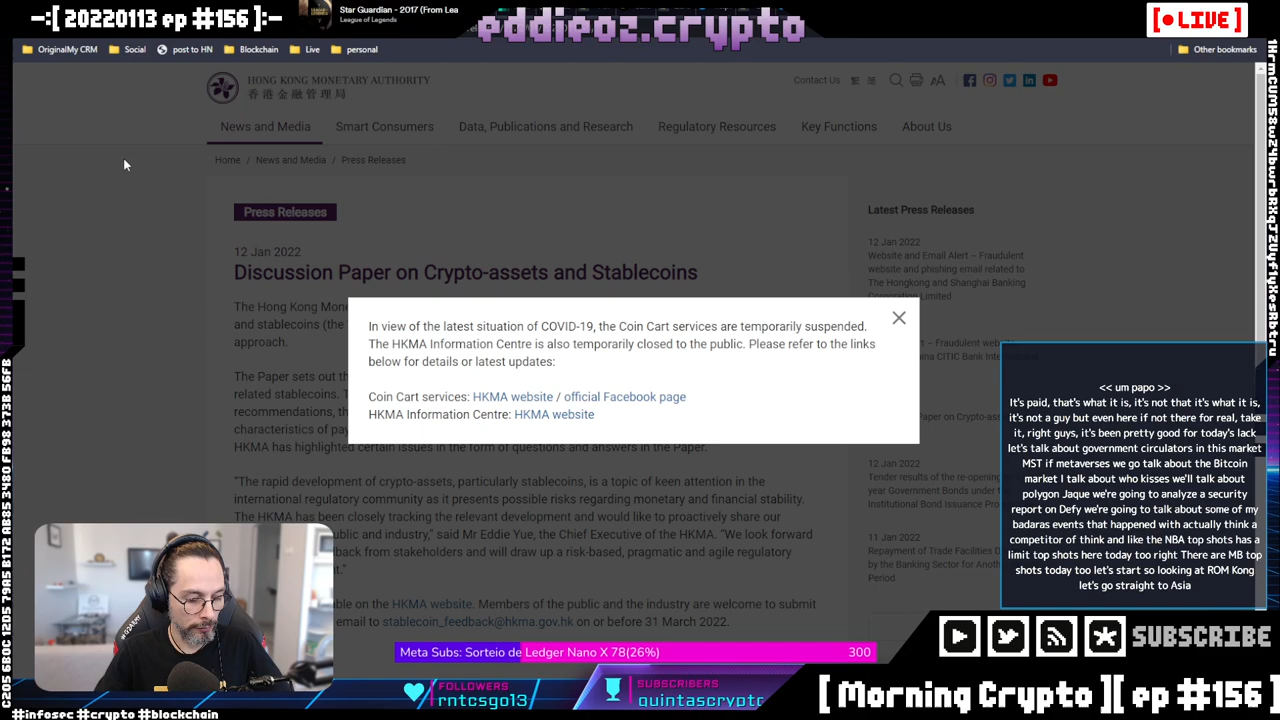 -:[ 20220113 ep #156 ]:-
Star Guardian - 2017 (From Lea
League of Legends
eddieoz.crypto
[● LIVE]
OriginalMy CRM
Social
post to HN
Blockchain
Live
personal
Other bookmarks
HONG KONG MONETARY AUTHORITY
香港金融管理局
Contact Us
繁 簡
AA
News and Media
Smart Consumers
Data, Publications and Research
Regulatory Resources
Key Functions
About Us
Home / News and Media / Press Releases
Press Releases
12 Jan 2022
Discussion Paper on Crypto-assets and Stablecoins
The Hong Kong Mone
and stablecoins (the
approach.
The Paper sets out th
related stablecoins. T
recommendations, th
characteristics of pay
HKMA has highlighted certain issues in the form of questions and answers in the Paper.
"The rapid development of crypto-assets, particularly stablecoins, is a topic of keen attention in the
international regulatory community as it presents possible risks regarding monetary and financial stability.
The HKMA has been closely tracking the relevant development and would like to proactively share our
public and industry," said Mr Eddie Yue, the Chief Executive of the HKMA. "We look forward
back from stakeholders and will draw up a risk-based, pragmatic and agile regulatory
."
ble on the HKMA website. Members of the public and the industry are welcome to submit
email to stablecoin_feedback@hkma.gov.hk on or before 31 March 2022.
In view of the latest situation of COVID-19, the Coin Cart services are temporarily suspended.
The HKMA Information Centre is also temporarily closed to the public. Please refer to the links
below for details or latest updates:
Coin Cart services: HKMA website / official Facebook page
HKMA Information Centre: HKMA website
Latest Press Releases
12 Jan 2022
Website and Email Alert – Fraudulent
website and phishing email related to
The Hongkong and Shanghai Banking
Corporation Limited
– Fraudulent
CITIC Bank
Paper on Crypto-
12 Jan 2022
Tender results of the re-opening
year Government Bonds under
Institutional Bond Issuance
11 Jan 2022
Repayment of Trade Facilities
by the Banking Sector for
Period
<< um papo >>
It's paid, that's what it is, it's not that it's what it is,
it's not a guy but even here if not there for real, take
it, right guys, it's been pretty good for today's lack
let's talk about government circulators in this market
MST if metaverses we go talk about the Bitcoin
market I talk about who kisses we'll talk about
polygon Jaque we're going to analyze a security
report on Defy we're going to talk about some of my
badaras events that happened with actually think a
competitor of think and like the NBA top shots has a
limit top shots here today too right There are MB top
shots today too let's start so looking at ROM Kong
let's go straight to Asia
Meta Subs: Sorteio de Ledger Nano X 78(26%)
300
FOLLOWERS
rntcsgo13
SUBSCRIBERS
quintascrypto
SUBSCRIBE
[ Morning Crypto ][ ep #156 ]
#infosec #crypto #blockchain